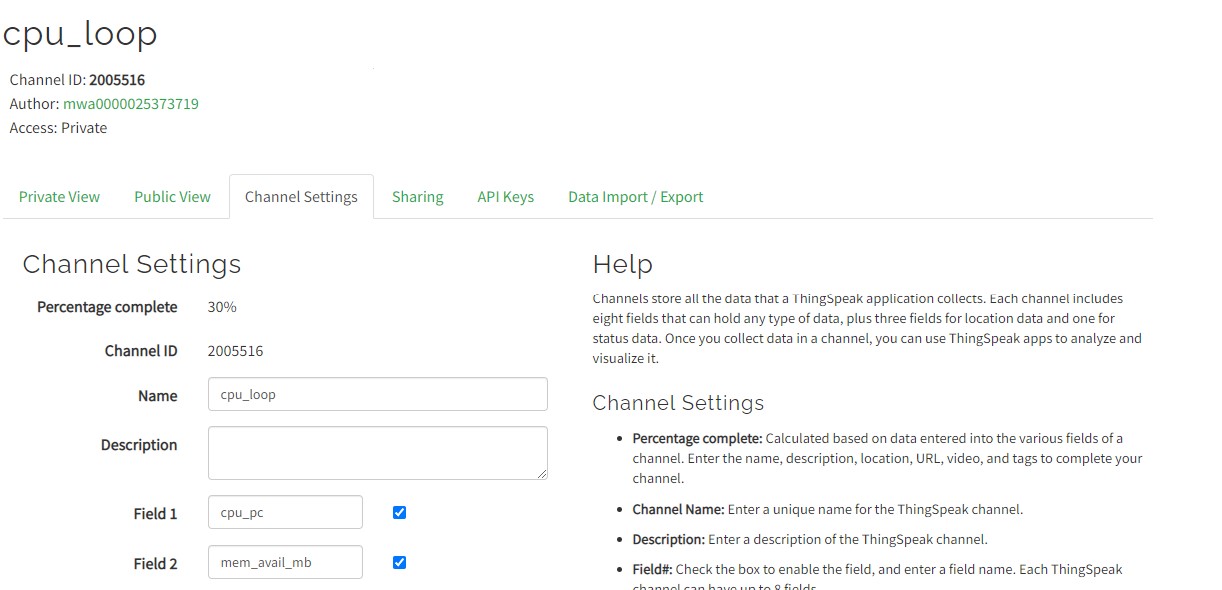 cpu_loop
Channel ID: 2005516
Author: mwa0000025373719
Access: Private
Private View Public View Channel Settings Sharing API Keys Data Import / Export
Channel Settings
Percentage complete 30%
Channel ID 2005516
Name cpu_loop
Description
Field 1 cpu_pc
Field 2 mem_avail_mb
Help
Channels store all the data that a ThingSpeak application collects. Each channel includes
eight fields that can hold any type of data, plus three fields for location data and one for
status data. Once you collect data in a channel, you can use ThingSpeak apps to analyze and
visualize it.
Channel Settings
• Percentage complete: Calculated based on data entered into the various fields of a
channel. Enter the name, description, location, URL, video, and tags to complete your
channel.
• Channel Name: Enter a unique name for the ThingSpeak channel.
• Description: Enter a description of the ThingSpeak channel.
• Field#: Check the box to enable the field, and enter a field name. Each ThingSpeak
channel can have up to 8 fields.